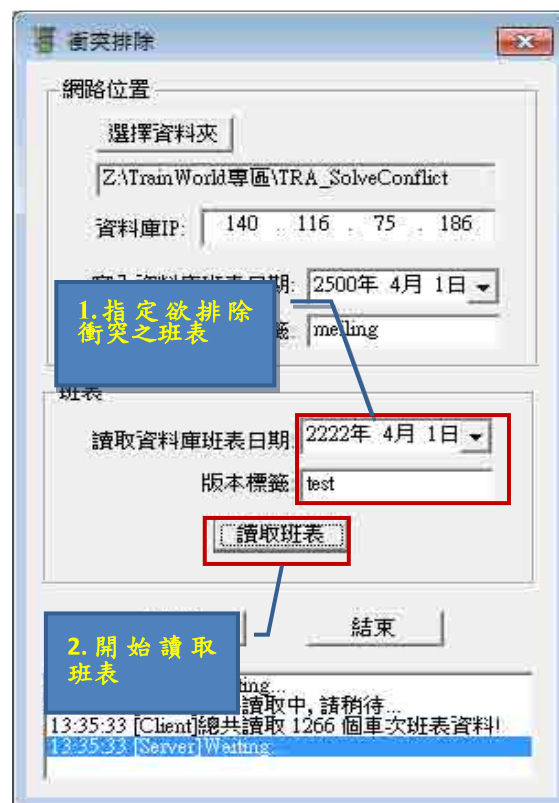 衝突排除
網路位置
選擇資料夾
Z:\TrainWorld專區\TRA_SolveConflict
資料庫IP: 140 . 116 . 75 . 186
期: 2500年 4月 1日
1.指定欲排除
衝突之班表
籤: meiling
班表
讀取資料庫班表日期: 2222年 4月 1日
版本標籤: test
讀取班表
結束
2.開始讀取
班表
ting...
讀取中, 請稍待...
13:35:33 [Client]總共讀取 1266 個車次班表資料!
13:35:33 [Server]Waiting...